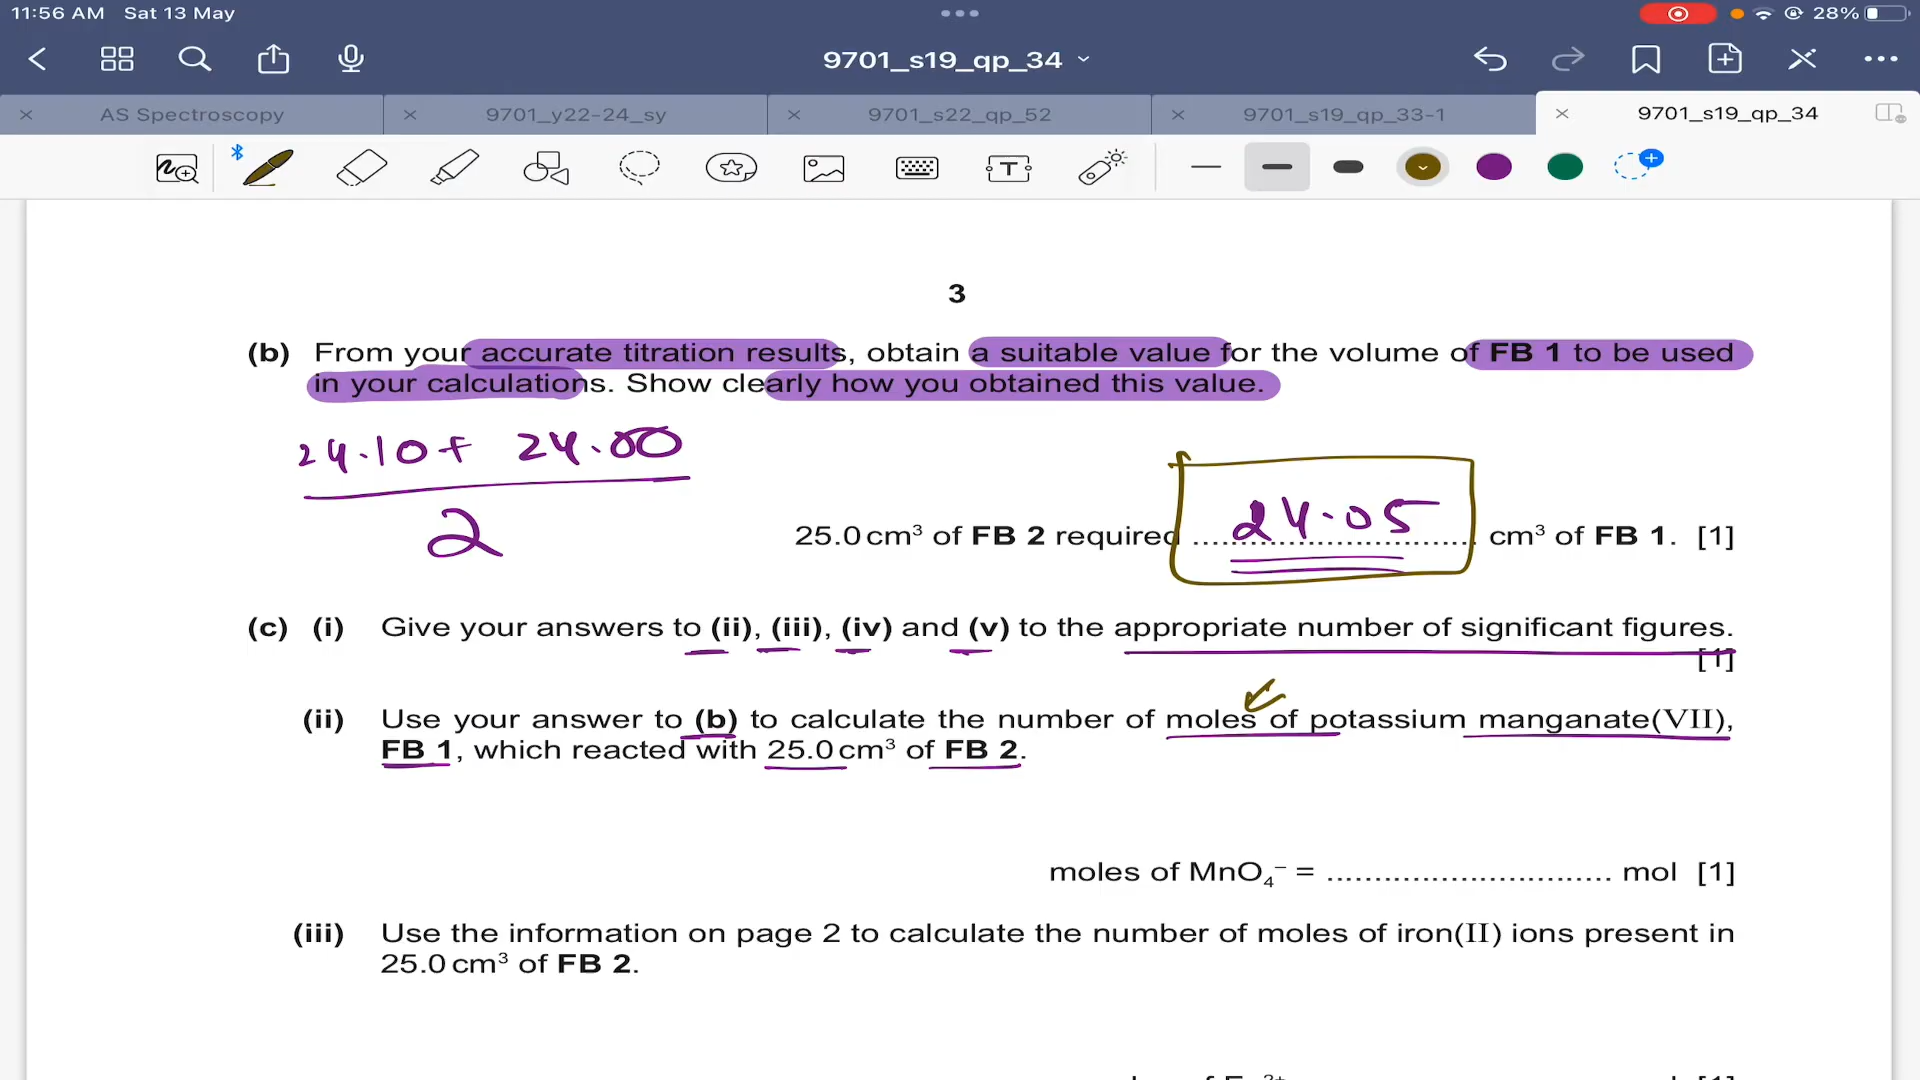 11:56 AM Sat 13 May
28%
9701_s19_qp_34
AS Spectroscopy
9701_y22-24_sy
9701_s22_qp_52
9701_s19_qp_33-1
9701_s19_qp_34
3
(b) From your accurate titration results, obtain a suitable value for the volume of FB 1 to be used
in your calculations. Show clearly how you obtained this value.
24.10+ 24.00
2
25.0 cm³ of FB 2 required 24.05 cm³ of FB 1. [1]
(c) (i) Give your answers to (ii), (iii), (iv) and (v) to the appropriate number of significant figures.
[1]
(ii) Use your answer to (b) to calculate the number of moles of potassium manganate(VII),
FB 1, which reacted with 25.0 cm³ of FB 2.
moles of MnO₄⁻ = .............................. mol [1]
(iii) Use the information on page 2 to calculate the number of moles of iron(II) ions present in
25.0 cm³ of FB 2.